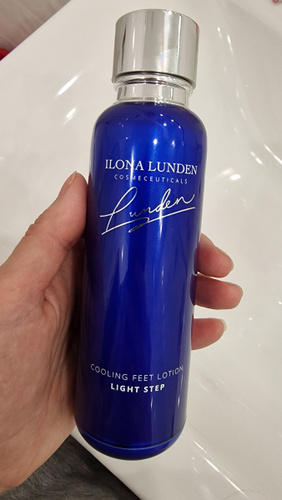 ILONA LUNDEN
COSMECEUTICALS
Lunden
COOLING FEET LOTION
LIGHT STEP